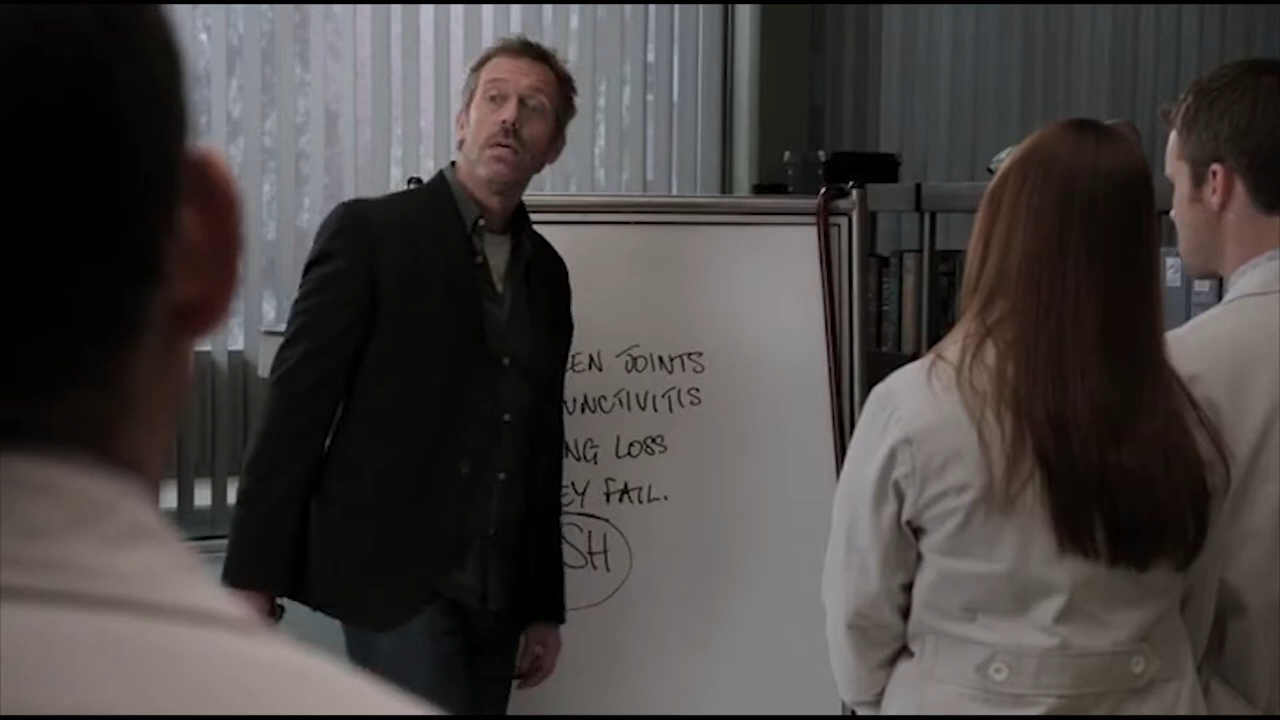 EN JOINTS
UNCTIVITIS
NG LOSS
EY FAIL.
SH